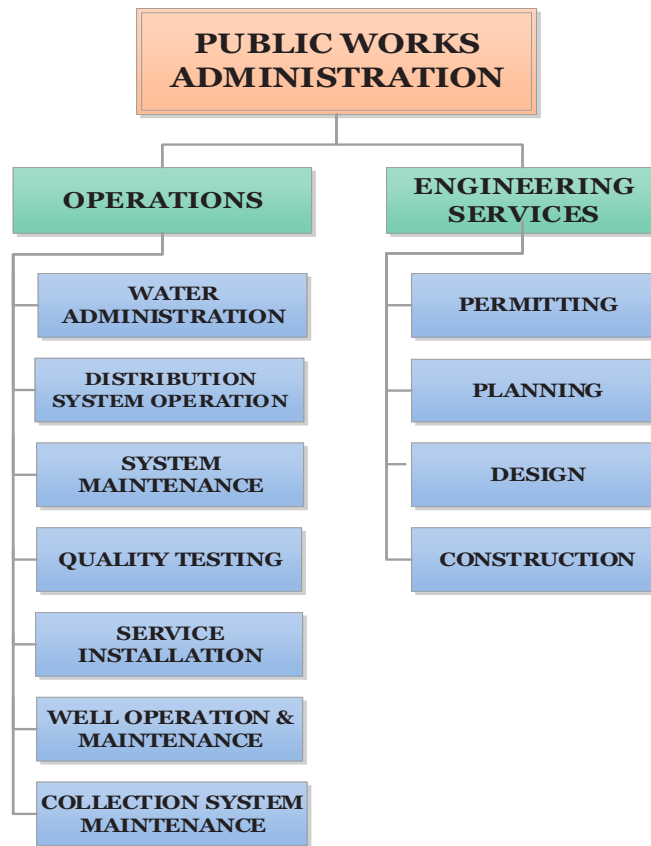 PUBLIC WORKS
ADMINISTRATION
OPERATIONS
ENGINEERING
SERVICES
WATER
ADMINISTRATION
DISTRIBUTION
SYSTEM OPERATION
SYSTEM
MAINTENANCE
QUALITY TESTING
SERVICE
INSTALLATION
WELL OPERATION &
MAINTENANCE
COLLECTION SYSTEM
MAINTENANCE
PERMITTING
PLANNING
DESIGN
CONSTRUCTION